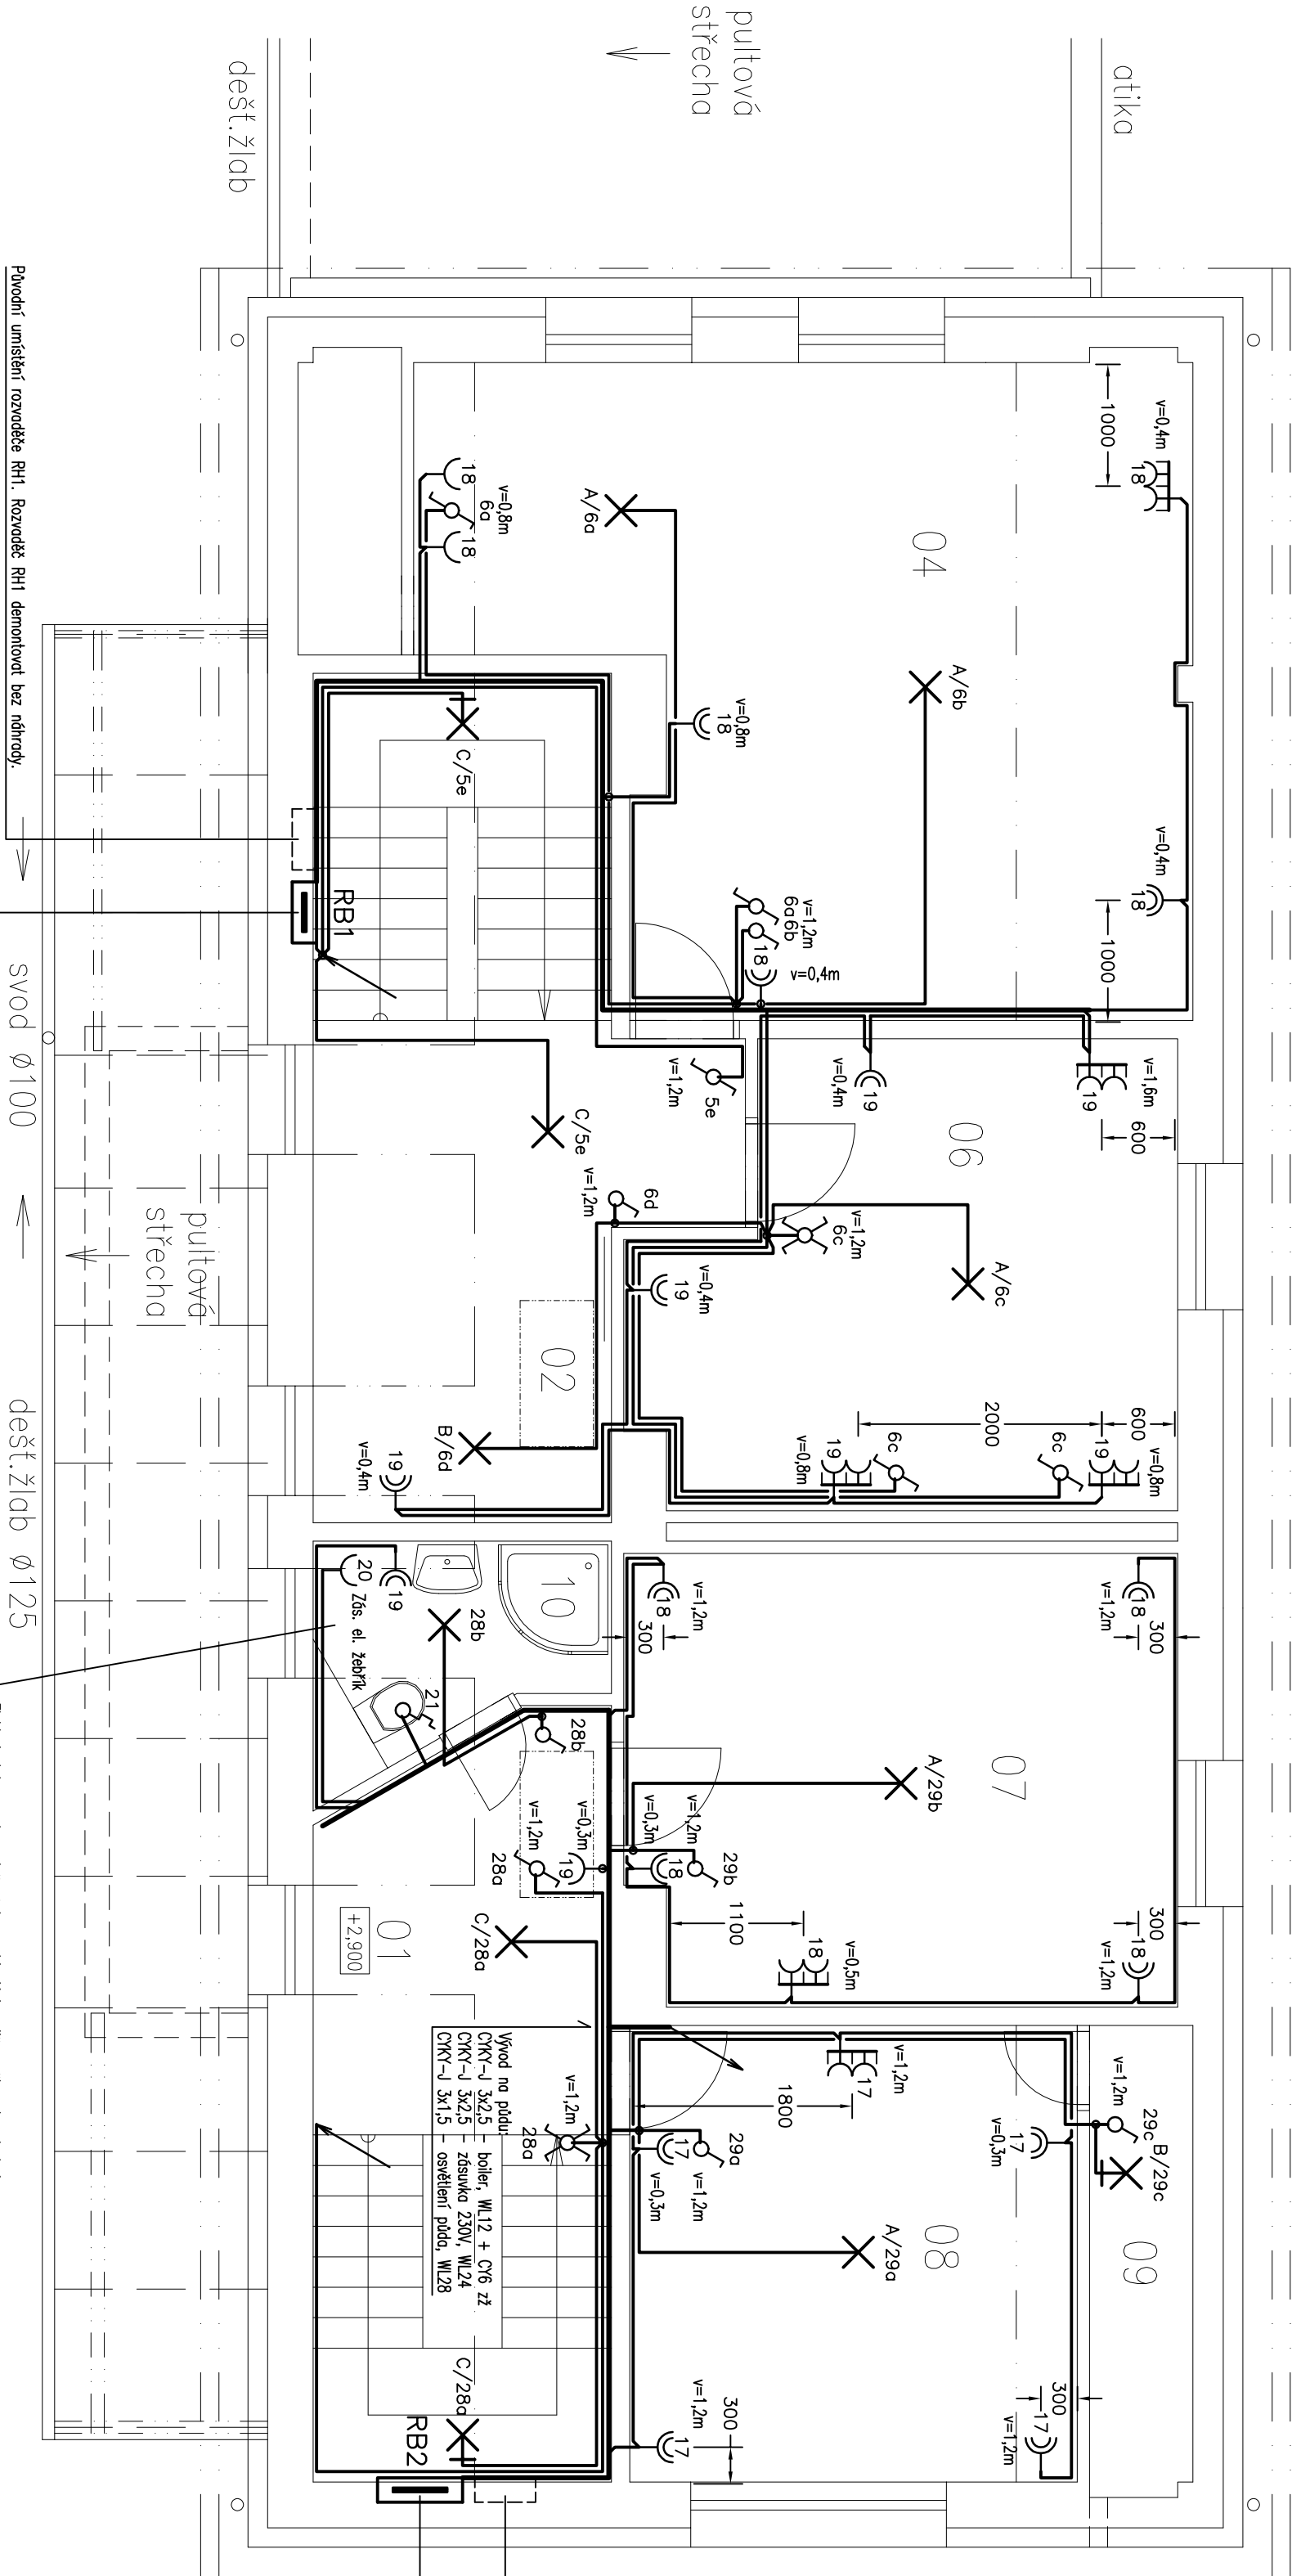 atika
pultová
střecha
dešť.žlab
Původní umístění rozvaděče RH1. Rozvaděč RH1 demontovat bez náhrady.
1000
v=0,4m
18
04
A/6a
18
v=0,8m
6a
18
A/6b
v=0,8m
18
C/5e
RB1
v=0,4m
18
1000
v=1,2m
6a
6b
18
v=0,4m
v=1,6m
19
600
v=0,4m
19
06
v=1,2m
5e
C/5e
6d
v=1,2m
v=1,2m
6c
A/6c
v=0,4m
19
02
B/6d
19
v=0,4m
2000
600
6c
6c
19
v=0,8m
19
v=0,8m
svod ø100
pultová
střecha
dešť.žlab ø125
10
20
19
Zás. el. žebřík
28b
21
28b
v=1,2m
18
300
v=1,2m
18
300
07
A/29b
v=1,2m
v=0,3m
29b
18
1100
18
v=0,5m
300
18
v=1,2m
v=0,3m
19
v=1,2m
28a
01
+2,900
C/28a
Vývod na půdu:
CYKY-J 3x2,5 - boiler, WL12 + CY6 zž
CYKY-J 3x2,5 - zásuvka 230V, WL24
CYKY-J 3x1,5 - osvětlení půda, WL28
v=1,2m
28a
v=1,2m
17
1800
29a
v=1,2m
17
v=0,3m
v=1,2m
29c
B/29c
17
v=0,3m
09
08
A/29a
300
17
v=1,2m
300
17
v=1,2m
C/28a
RB2